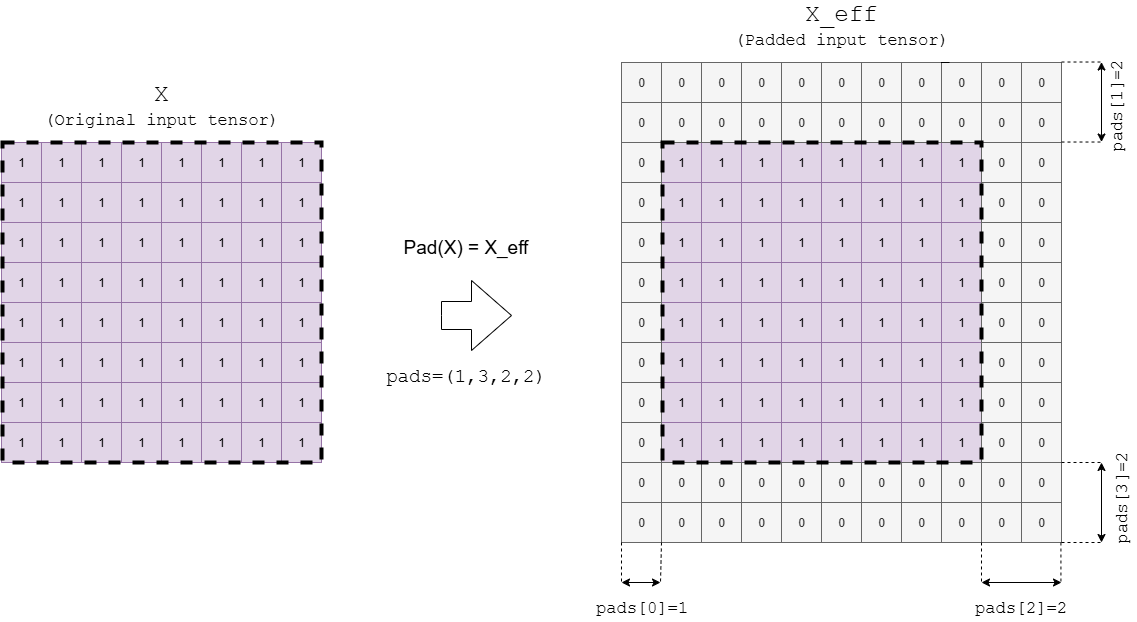 X
(Original input tensor)
1 1 1 1 1 1 1 1
1 1 1 1 1 1 1 1
1 1 1 1 1 1 1 1
1 1 1 1 1 1 1 1
1 1 1 1 1 1 1 1
1 1 1 1 1 1 1 1
1 1 1 1 1 1 1 1
1 1 1 1 1 1 1 1
Pad(X) = X_eff
pads=(1,3,2,2)
X_eff
(Padded input tensor)
0 0 0 0 0 0 0 0 0 0 0
0 0 0 0 0 0 0 0 0 0 0
0 1 1 1 1 1 1 1 1 0 0
0 1 1 1 1 1 1 1 1 0 0
0 1 1 1 1 1 1 1 1 0 0
0 1 1 1 1 1 1 1 1 0 0
0 1 1 1 1 1 1 1 1 0 0
0 1 1 1 1 1 1 1 1 0 0
0 1 1 1 1 1 1 1 1 0 0
0 1 1 1 1 1 1 1 1 0 0
0 0 0 0 0 0 0 0 0 0 0
0 0 0 0 0 0 0 0 0 0 0
pads[1]=2
pads[3]=2
pads[0]=1
pads[2]=2